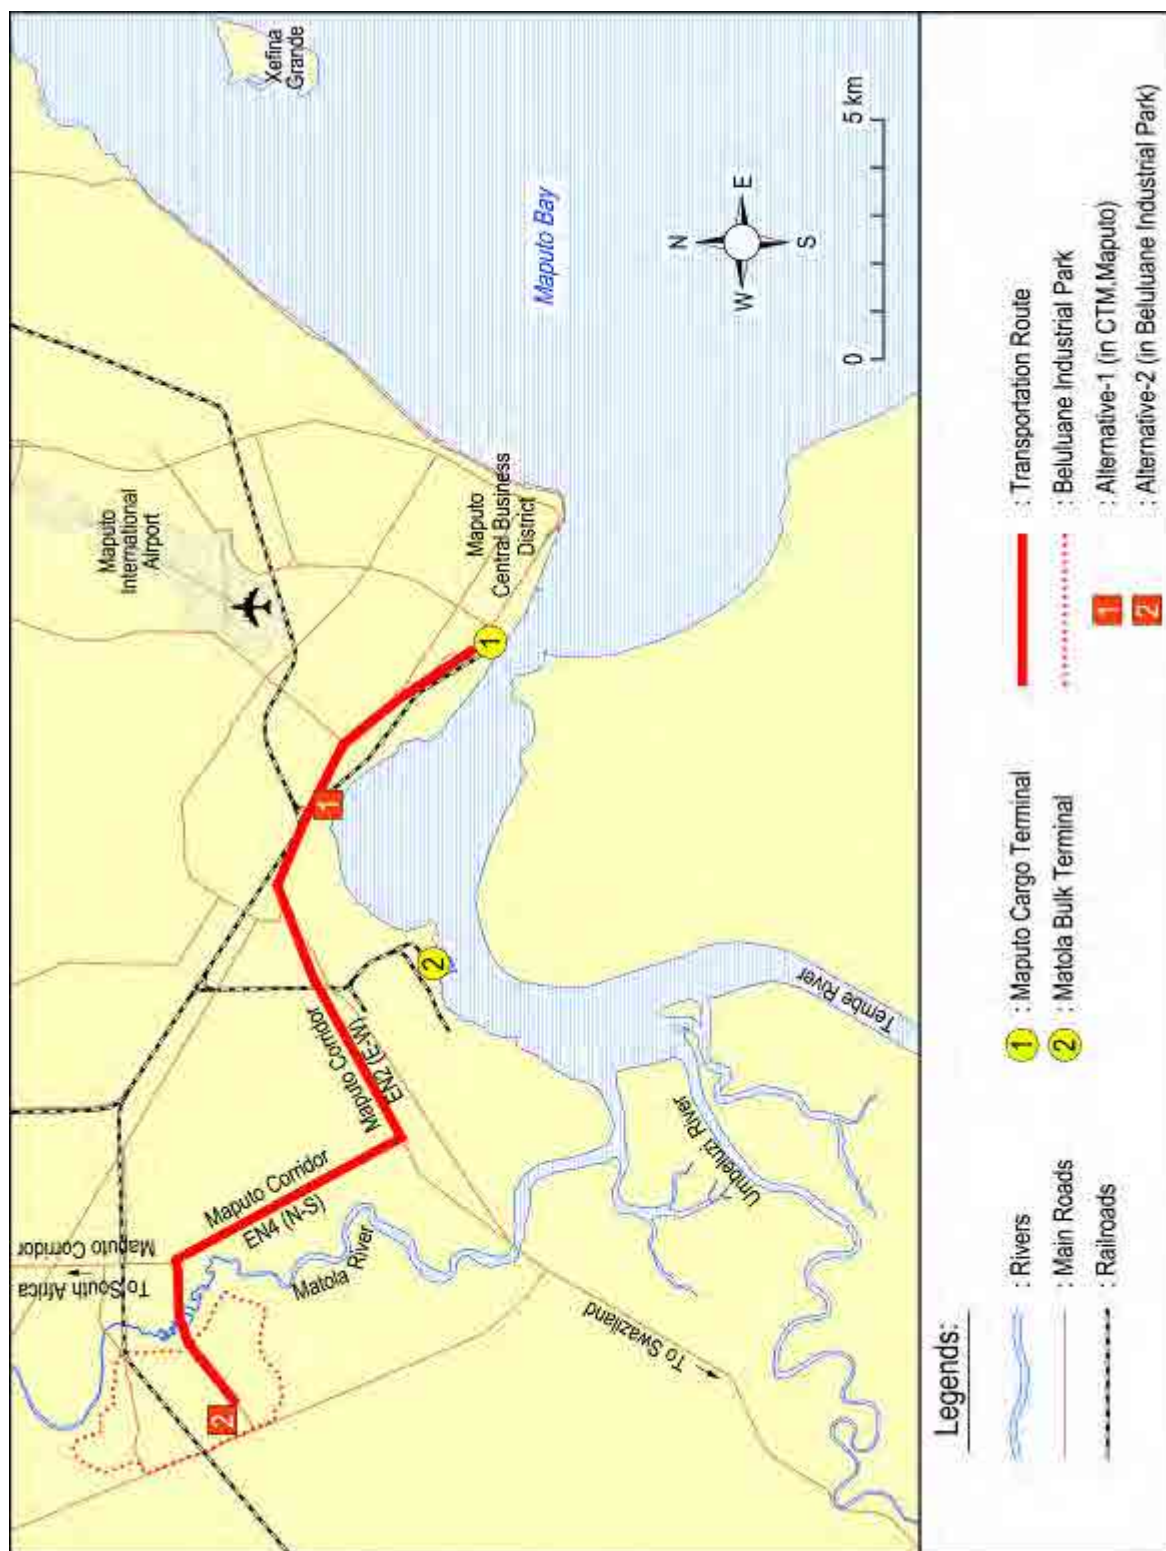 Xefina
Grande
Maputo
International
Airport
Maputo Bay
N
W
E
S
0
5 km
Maputo
Central Business
District
1
1
2
2
Maputo Corridor
To South Africa
Maputo Corridor
EN4 (N-S)
Maputo Corridor
EN2 (E-W)
Matola River
Umbeluzi River
Tembe River
To Swaziland
Legends:
: Rivers
: Main Roads
: Railroads
1 : Maputo Cargo Terminal
2 : Matola Bulk Terminal
: Transportation Route
: Beluluane Industrial Park
1 : Alternative-1 (in CTM,Maputo)
2 : Alternative-2 (in Beluluane Industrial Park)